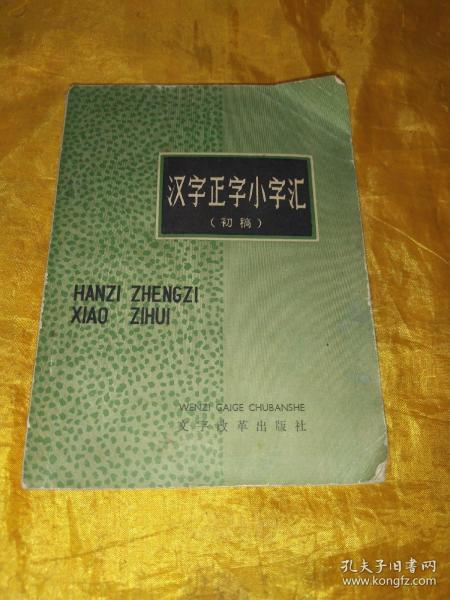 汉字正字小字汇
（初稿）
HANZI ZHENGZI
XIAO ZIHUI
WENZI GAIGE CHUBANSHE
文字改革出版社
孔夫子旧书网
www.kongfz.com